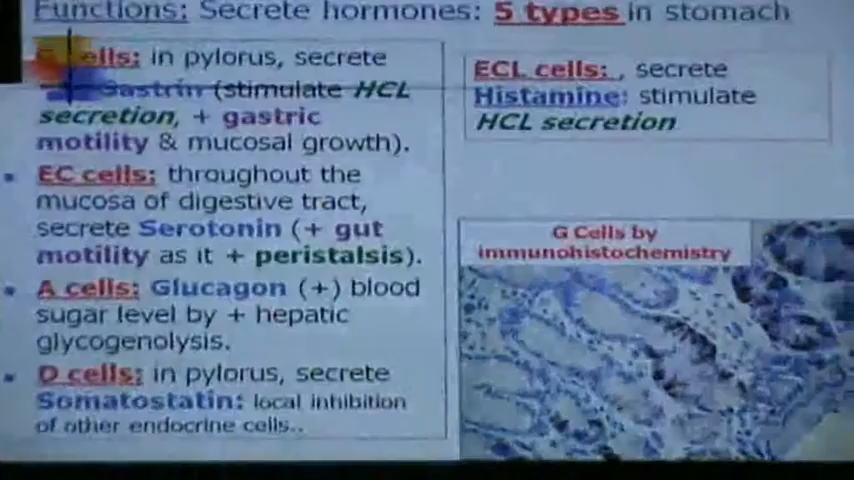 Functions: Secrete hormones: 5 types in stomach
cells: in pylorus, secrete
Gastrin (stimulate HCL
secretion, + gastric
motility & mucosal growth).
EC cells: throughout the
mucosa of digestive tract,
secrete Serotonin (+ gut
motility as it + peristalsis).
A cells: Glucagon (+) blood
sugar level by + hepatic
glycogenolysis.
D cells: in pylorus, secrete
Somatostatin: local inhibition
of other endocrine cells..
ECL cells: , secrete
Histamine: stimulate
HCL secretion
G Cells by
immunohistochemistry